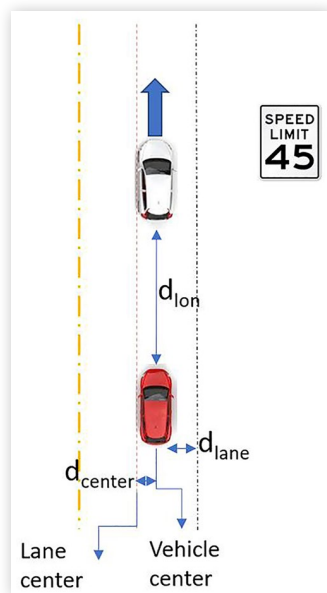 SPEED
LIMIT
45
dlon
dlane
dcenter
Lane
center
Vehicle
center